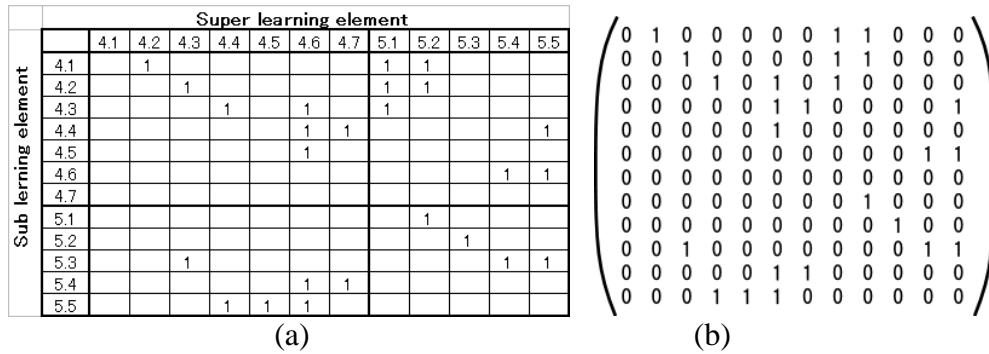 Super learning element
4.1 4.2 4.3 4.4 4.5 4.6 4.7 5.1 5.2 5.3 5.4 5.5
Sub lerning element
4.1 1 1 1
4.2 1 1 1
4.3 1 1 1
4.4 1 1 1
4.5 1
4.6 1 1
4.7
5.1 1
5.2 1
5.3 1 1 1
5.4 1 1
5.5 1 1 1
(a)
0 1 0 0 0 0 0 1 1 0 0 0
0 0 1 0 0 0 0 1 1 0 0 0
0 0 0 1 0 1 0 1 0 0 0 0
0 0 0 0 0 1 1 0 0 0 0 1
0 0 0 0 0 1 0 0 0 0 0 0
0 0 0 0 0 0 0 0 0 0 1 1
0 0 0 0 0 0 0 0 0 0 0 0
0 0 0 0 0 0 0 0 1 0 0 0
0 0 0 0 0 0 0 0 0 1 0 0
0 0 1 0 0 0 0 0 0 0 1 1
0 0 0 0 0 1 1 0 0 0 0 0
0 0 0 1 1 1 0 0 0 0 0 0
(b)